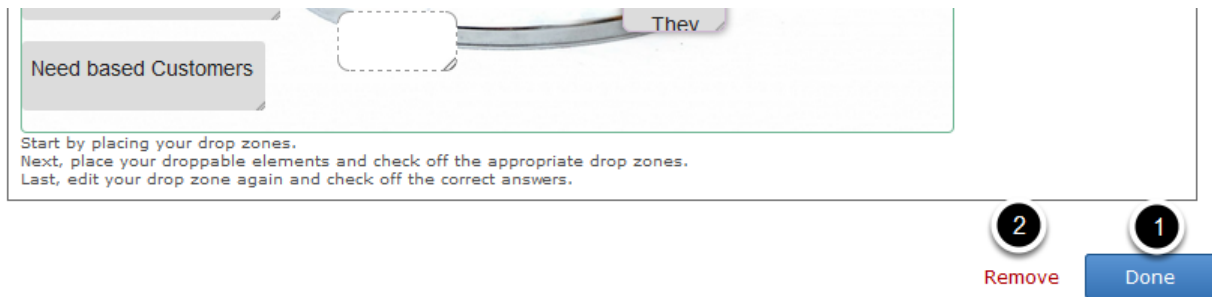 They
Need based Customers
Start by placing your drop zones.
Next, place your droppable elements and check off the appropriate drop zones.
Last, edit your drop zone again and check off the correct answers.
2 1
Remove Done